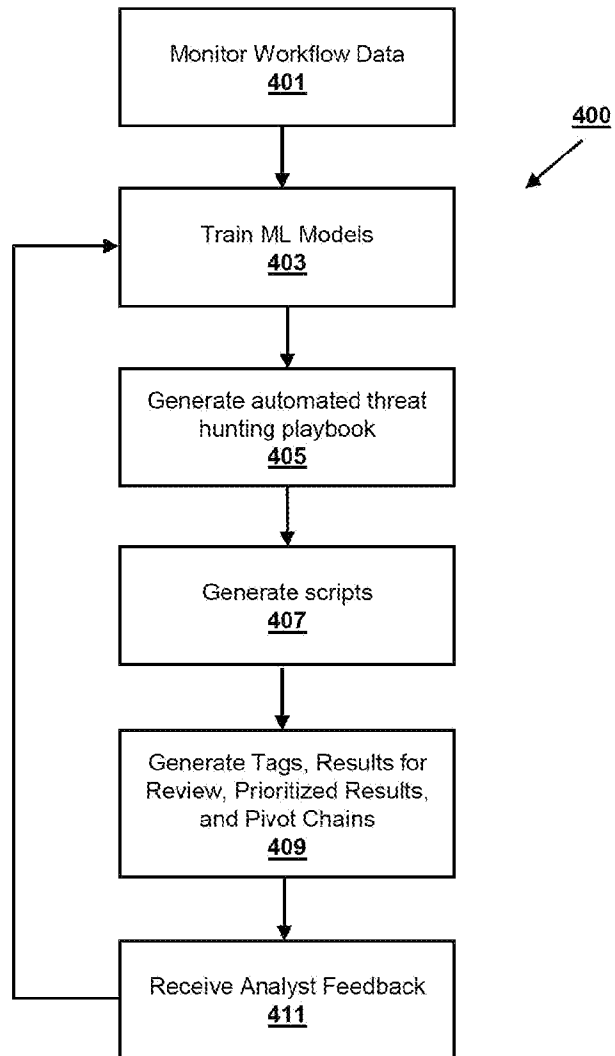 Monitor Workflow Data
401
400
Train ML Models
403
Generate automated threat
hunting playbook
405
Generate scripts
407
Generate Tags, Results for
Review, Prioritized Results,
and Pivot Chains
409
Receive Analyst Feedback
411